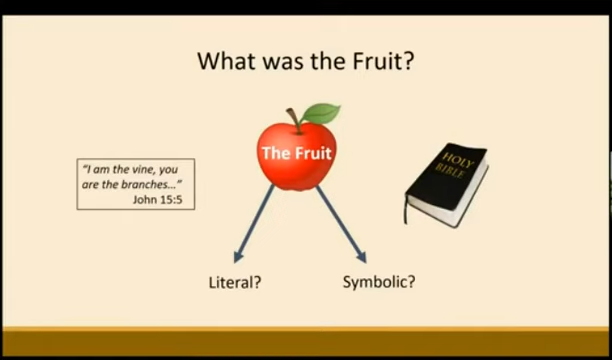 What was the Fruit?
The Fruit
"I am the vine, you
are the branches..."
John 15:5
HOLY
BIBLE
Literal?
Symbolic?